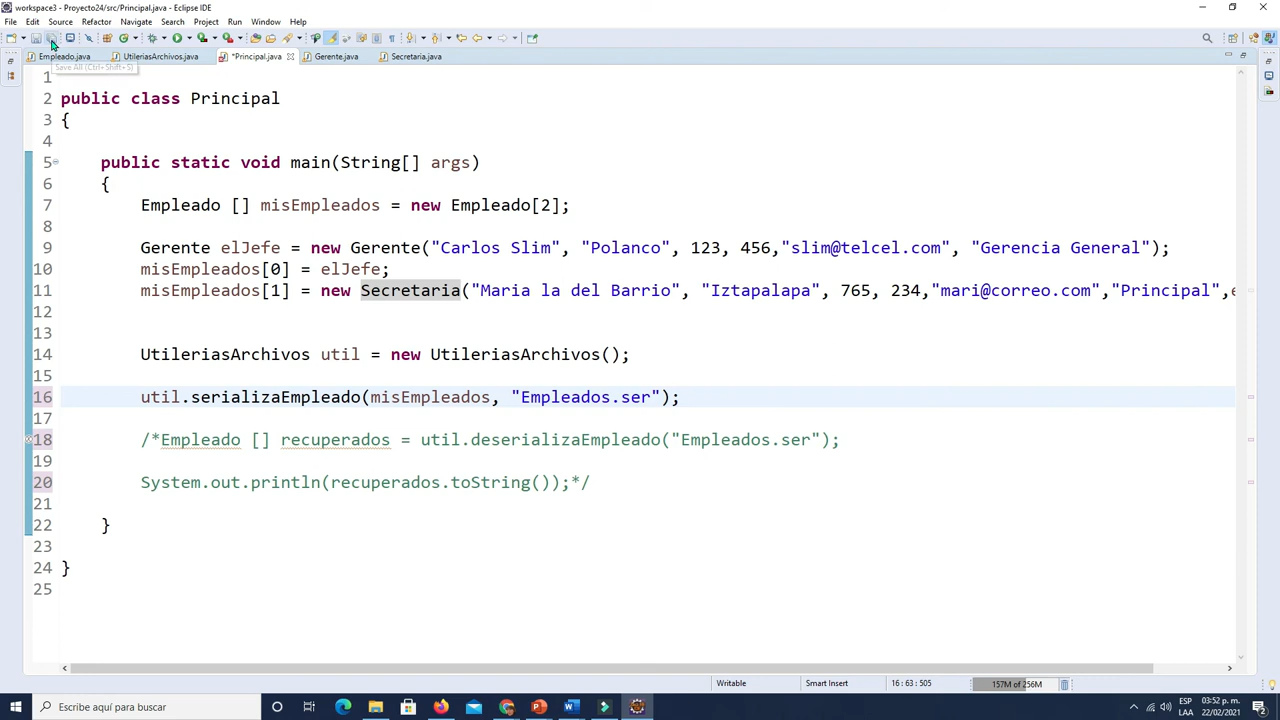 workspace3 - Proyecto24/src/Principal.java - Eclipse IDE
File Edit Source Refactor Navigate Search Project Run Window Help
Empleado.java UtileriasArchivos.java *Principal.java Gerente.java Secretaria.java
Save All (Ctrl+Shift+S)
1
2 public class Principal
3 {
4
5 public static void main(String[] args)
6 {
7 Empleado [] misEmpleados = new Empleado[2];
8
9 Gerente elJefe = new Gerente("Carlos Slim", "Polanco", 123, 456,"slim@telcel.com", "Gerencia General");
10 misEmpleados[0] = elJefe;
11 misEmpleados[1] = new Secretaria("Maria la del Barrio", "Iztapalapa", 765, 234,"mari@correo.com","Principal",e
12
13
14 UtileriasArchivos util = new UtileriasArchivos();
15
16 util.serializaEmpleado(misEmpleados, "Empleados.ser");
17
18 /*Empleado [] recuperados = util.deserializaEmpleado("Empleados.ser");
19
20 System.out.println(recuperados.toString());*/
21
22 }
23
24 }
25
Writable Smart Insert 16 : 63 : 505 157M of 256M
Escribe aquí para buscar
ESP 03:52 p. m.
LAA 22/02/2021
2